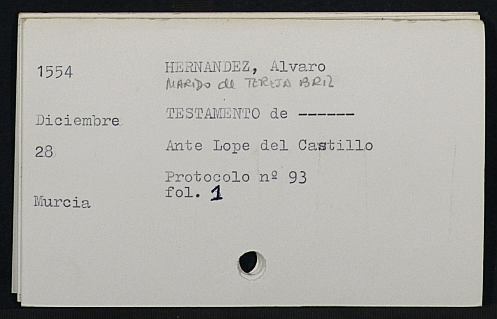 1554
HERNANDEZ, Alvaro
MARIDO de TERESA BRIZ
Diciembre
TESTAMENTO de ------
28
Ante Lope del Castillo
Protocolo nº 93
Murcia
fol. 1